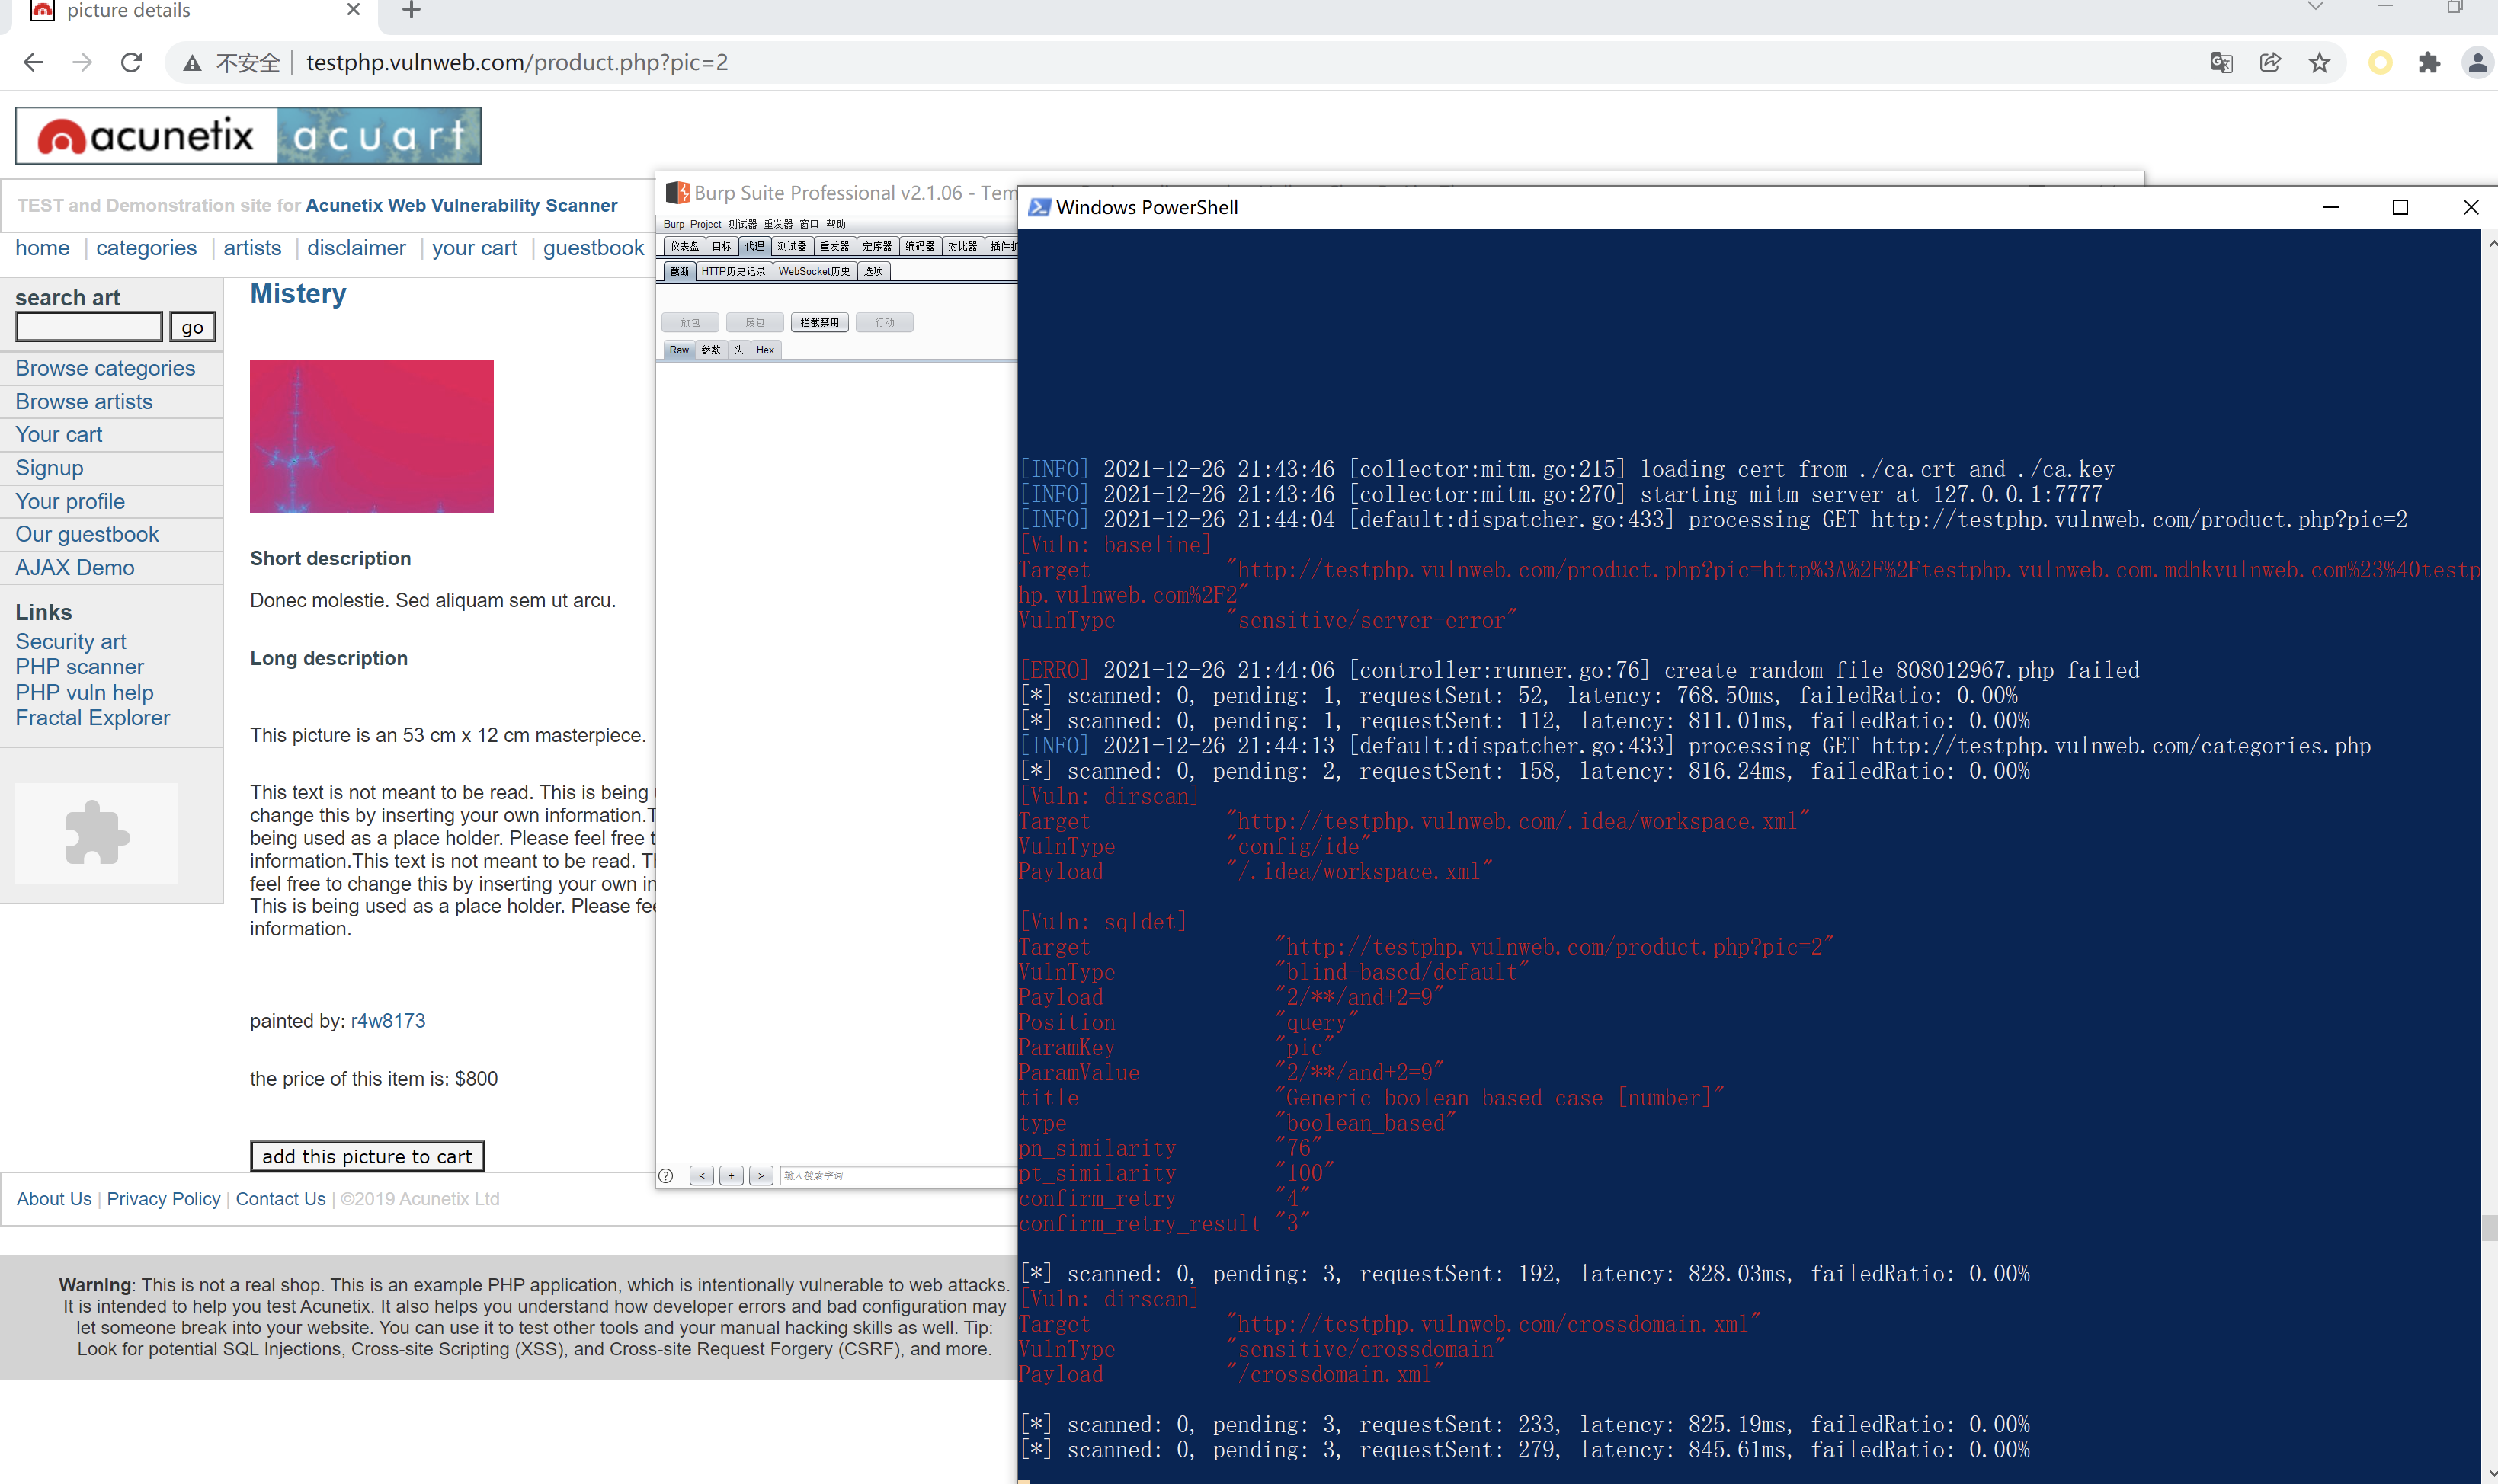 picture details
不安全
testphp.vulnweb.com/product.php?pic=2
acunetix acuart
TEST and Demonstration site for Acunetix Web Vulnerability Scanner
home | categories | artists | disclaimer | your cart | guestbook
search art
go
Browse categories
Browse artists
Your cart
Signup
Your profile
Our guestbook
AJAX Demo
Links
Security art
PHP scanner
PHP vuln help
Fractal Explorer
Mistery
Short description
Donec molestie. Sed aliquam sem ut arcu.
Long description
This picture is an 53 cm x 12 cm masterpiece.
This text is not meant to be read. This is being
change this by inserting your own information.T
being used as a place holder. Please feel free t
information.This text is not meant to be read. T
feel free to change this by inserting your own in
This is being used as a place holder. Please fee
information.
painted by: r4w8173
the price of this item is: $800
add this picture to cart
About Us | Privacy Policy | Contact Us | ©2019 Acunetix Ltd
Warning: This is not a real shop. This is an example PHP application, which is intentionally vulnerable to web attacks.
It is intended to help you test Acunetix. It also helps you understand how developer errors and bad configuration may
let someone break into your website. You can use it to test other tools and your manual hacking skills as well. Tip:
Look for potential SQL Injections, Cross-site Scripting (XSS), and Cross-site Request Forgery (CSRF), and more.
Burp Suite Professional v2.1.06 - Tem
Burp Project 测试器 重发器 窗口 帮助
仪表盘 目标 代理 测试器 重发器 定序器 编码器 对比器 插件扩
截断 HTTP历史记录 WebSocket历史 选项
放包 废包 拦截禁用 行动
Raw 参数 头 Hex
? < + > 输入搜索字词
Windows PowerShell
[INFO] 2021-12-26 21:43:46 [collector:mitm.go:215] loading cert from ./ca.crt and ./ca.key
[INFO] 2021-12-26 21:43:46 [collector:mitm.go:270] starting mitm server at 127.0.0.1:7777
[INFO] 2021-12-26 21:44:04 [default:dispatcher.go:433] processing GET http://testphp.vulnweb.com/product.php?pic=2
[Vuln: baseline]
Target "http://testphp.vulnweb.com/product.php?pic=http%3A%2F%2Ftestphp.vulnweb.com.mdhkvulnweb.com%23%40testp
hp.vulnweb.com%2F2"
VulnType "sensitive/server-error"
[ERRO] 2021-12-26 21:44:06 [controller:runner.go:76] create random file 808012967.php failed
[*] scanned: 0, pending: 1, requestSent: 52, latency: 768.50ms, failedRatio: 0.00%
[*] scanned: 0, pending: 1, requestSent: 112, latency: 811.01ms, failedRatio: 0.00%
[INFO] 2021-12-26 21:44:13 [default:dispatcher.go:433] processing GET http://testphp.vulnweb.com/categories.php
[*] scanned: 0, pending: 2, requestSent: 158, latency: 816.24ms, failedRatio: 0.00%
[Vuln: dirscan]
Target "http://testphp.vulnweb.com/.idea/workspace.xml"
VulnType "config/ide"
Payload "/.idea/workspace.xml"
[Vuln: sqldet]
Target "http://testphp.vulnweb.com/product.php?pic=2"
VulnType "blind-based/default"
Payload "2/**/and+2=9"
Position "query"
ParamKey "pic"
ParamValue "2/**/and+2=9"
title "Generic boolean based case [number]"
type "boolean_based"
pn_similarity "76"
pt_similarity "100"
confirm_retry "4"
confirm_retry_result "3"
[*] scanned: 0, pending: 3, requestSent: 192, latency: 828.03ms, failedRatio: 0.00%
[Vuln: dirscan]
Target "http://testphp.vulnweb.com/crossdomain.xml"
VulnType "sensitive/crossdomain"
Payload "/crossdomain.xml"
[*] scanned: 0, pending: 3, requestSent: 233, latency: 825.19ms, failedRatio: 0.00%
[*] scanned: 0, pending: 3, requestSent: 279, latency: 845.61ms, failedRatio: 0.00%